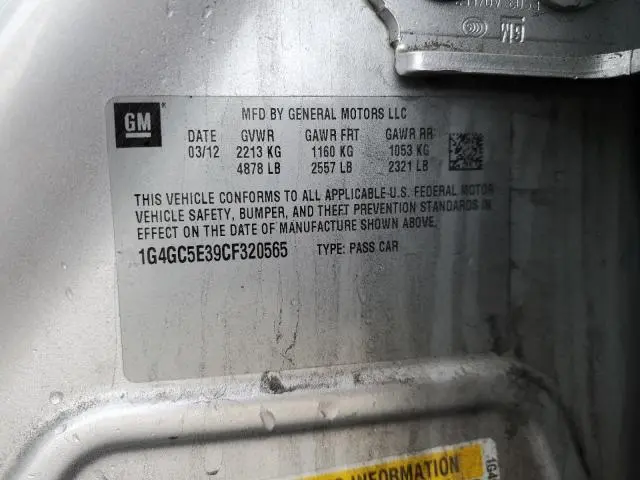 GM
GM
MFD BY GENERAL MOTORS LLC
DATE GVWR GAWR FRT GAWR RR
03/12 2213 KG 1160 KG 1053 KG
4878 LB 2557 LB 2321 LB
THIS VEHICLE CONFORMS TO ALL APPLICABLE-U.S. FEDERAL MOTOR
VEHICLE SAFETY, BUMPER, AND THEFT PREVENTION STANDARDS IN
EFFECT ON THE DATE OF MANUFACTURE SHOWN ABOVE.
1G4GC5E39CF320565 TYPE: PASS CAR
INFORMATION
1G4